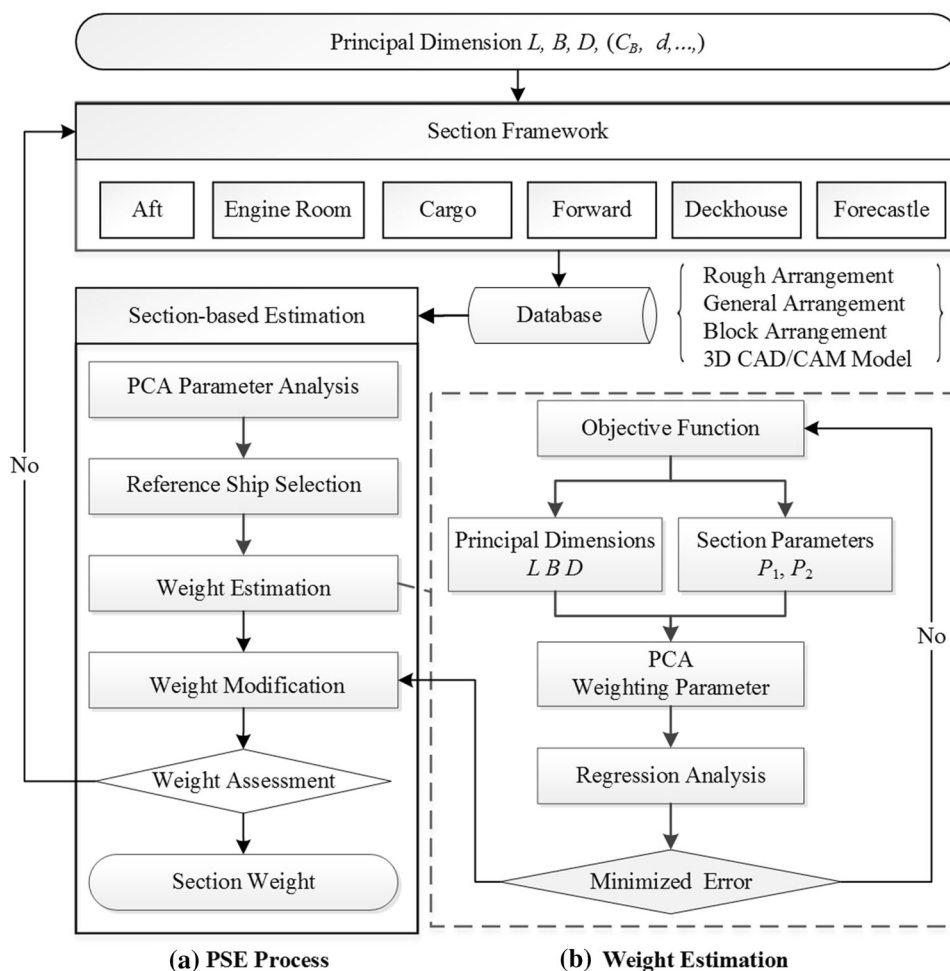 Principal Dimension L, B, D, (C_B, d,...,)
Section Framework
Aft
Engine Room
Cargo
Forward
Deckhouse
Forecastle
Database
Rough Arrangement
General Arrangement
Block Arrangement
3D CAD/CAM Model
Section-based Estimation
PCA Parameter Analysis
Reference Ship Selection
Weight Estimation
Weight Modification
Weight Assessment
Section Weight
No
Objective Function
Principal Dimensions
L B D
Section Parameters
P₁, P₂
PCA
Weighting Parameter
Regression Analysis
Minimized Error
No
(a) PSE Process
(b) Weight Estimation